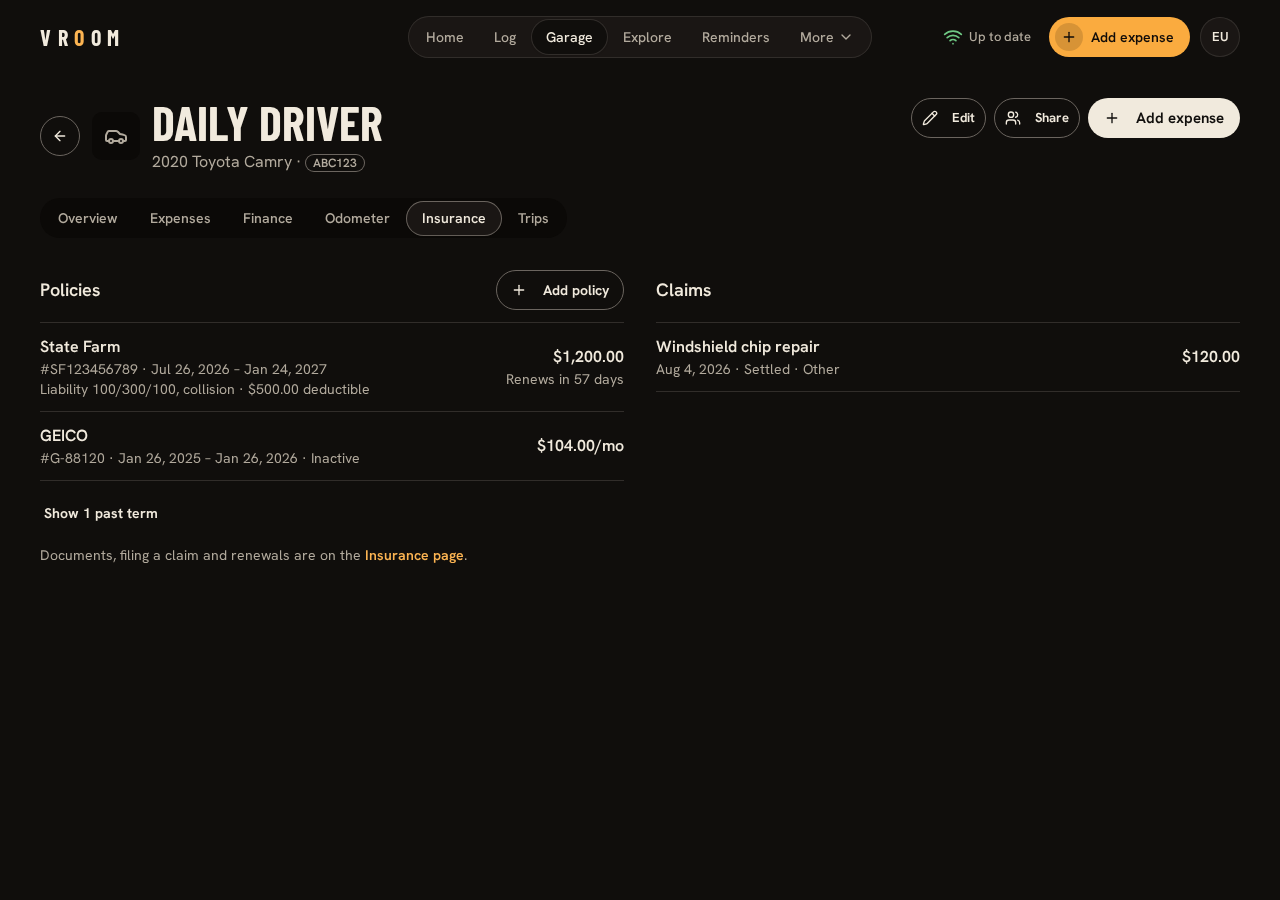 VROOM
Home
Log
Garage
Explore
Reminders
More
Up to date
Add expense
EU
DAILY DRIVER
2020 Toyota Camry · ABC123
Edit
Share
Add expense
Overview
Expenses
Finance
Odometer
Insurance
Trips
Policies
Add policy
State Farm
#SF123456789 · Jul 26, 2026 – Jan 24, 2027
Liability 100/300/100, collision · $500.00 deductible
$1,200.00
Renews in 57 days
GEICO
#G-88120 · Jan 26, 2025 – Jan 26, 2026 · Inactive
$104.00/mo
Show 1 past term
Documents, filing a claim and renewals are on the Insurance page.
Claims
Windshield chip repair
Aug 4, 2026 · Settled · Other
$120.00